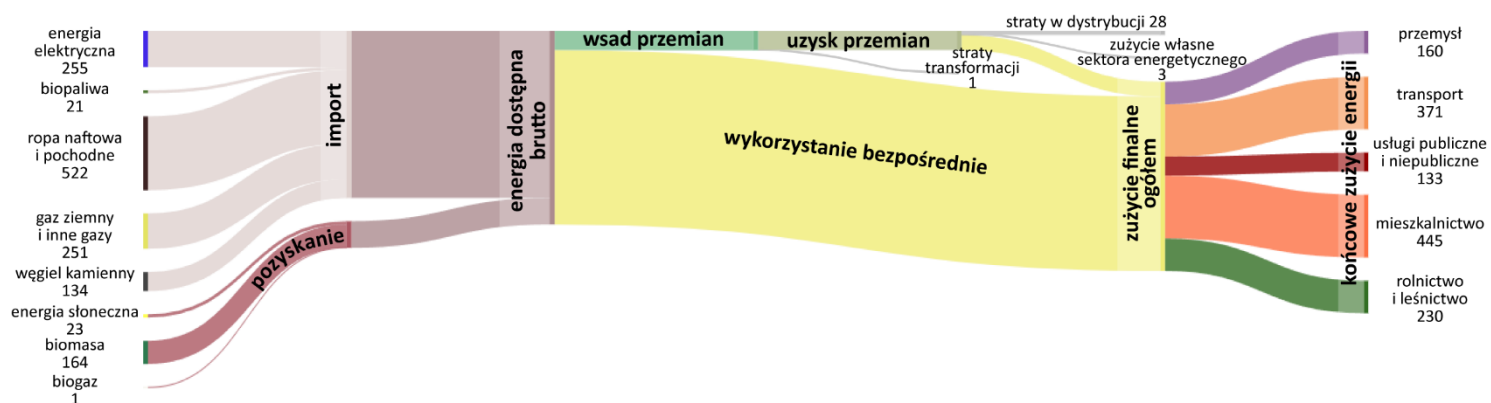 energia
elektryczna
255
biopaliwa
21
ropa naftowa
i pochodne
522
gaz ziemny
i inne gazy
251
węgiel kamienny
134
energia słoneczna
23
biomasa
164
biogaz
1
import
pozyskanie
energia dostępna
brutto
wsad przemian
uzysk przemian
straty
transformacji
1
straty w dystrybucji 28
zużycie własne
sektora energetycznego
3
wykorzystanie bezpośrednie
zużycie finalne
ogółem
końcowe zużycie energii
przemysł
160
transport
371
usługi publiczne
i niepubliczne
133
mieszkalnictwo
445
rolnictwo
i leśnictwo
230